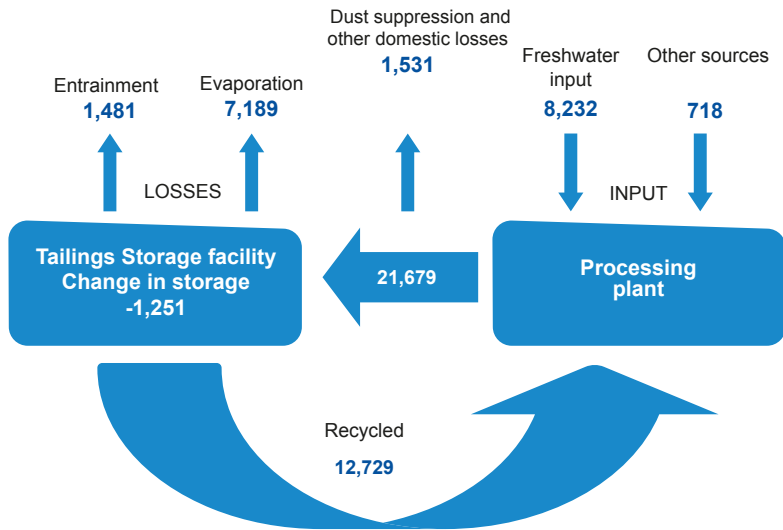 Dust suppression and
other domestic losses
1,531
Entrainment
1,481
Evaporation
7,189
Freshwater
input
8,232
Other sources
718
LOSSES
INPUT
Tailings Storage facility
Change in storage
-1,251
21,679
Processing
plant
Recycled
12,729